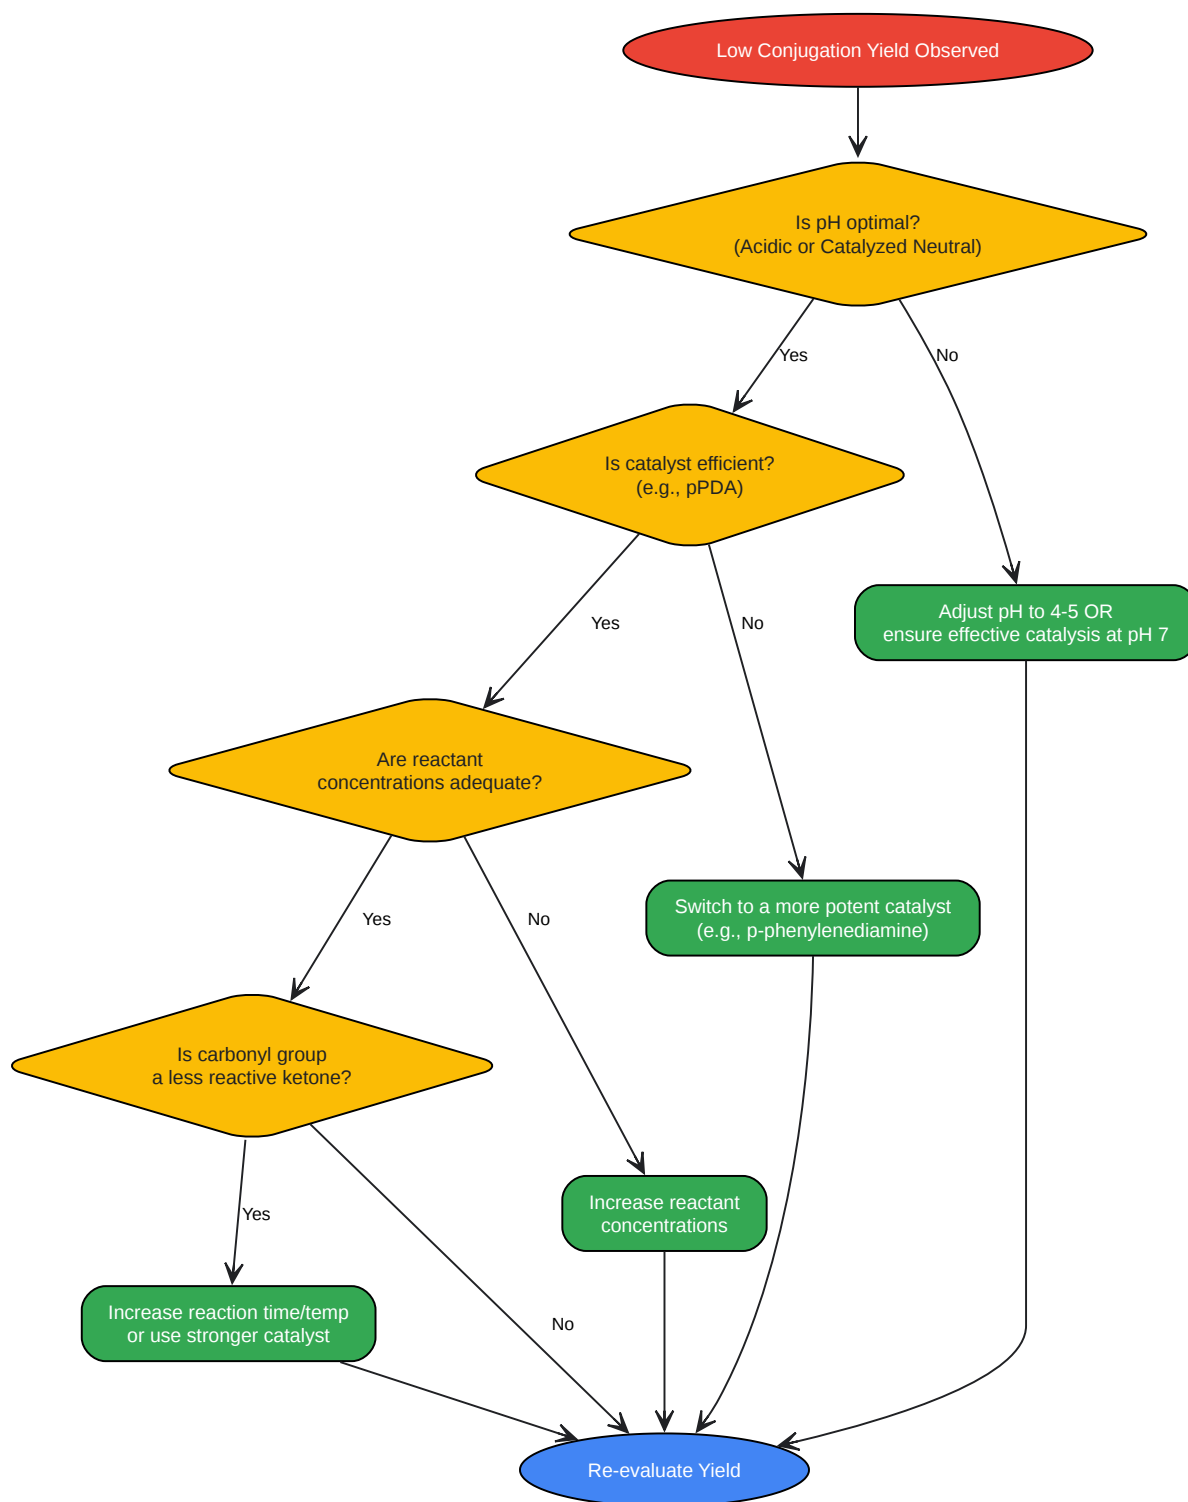 Low Conjugation Yield Observed
Is pH optimal?
(Acidic or Catalyzed Neutral)
Yes
No
Is catalyst efficient?
(e.g., pPDA)
Adjust pH to 4-5 OR
ensure effective catalysis at pH 7
Yes
No
Are reactant
concentrations adequate?
Switch to a more potent catalyst
(e.g., p-phenylenediamine)
Yes
No
Is carbonyl group
a less reactive ketone?
Increase reactant
concentrations
Yes
Increase reaction time/temp
or use stronger catalyst
No
Re-evaluate Yield